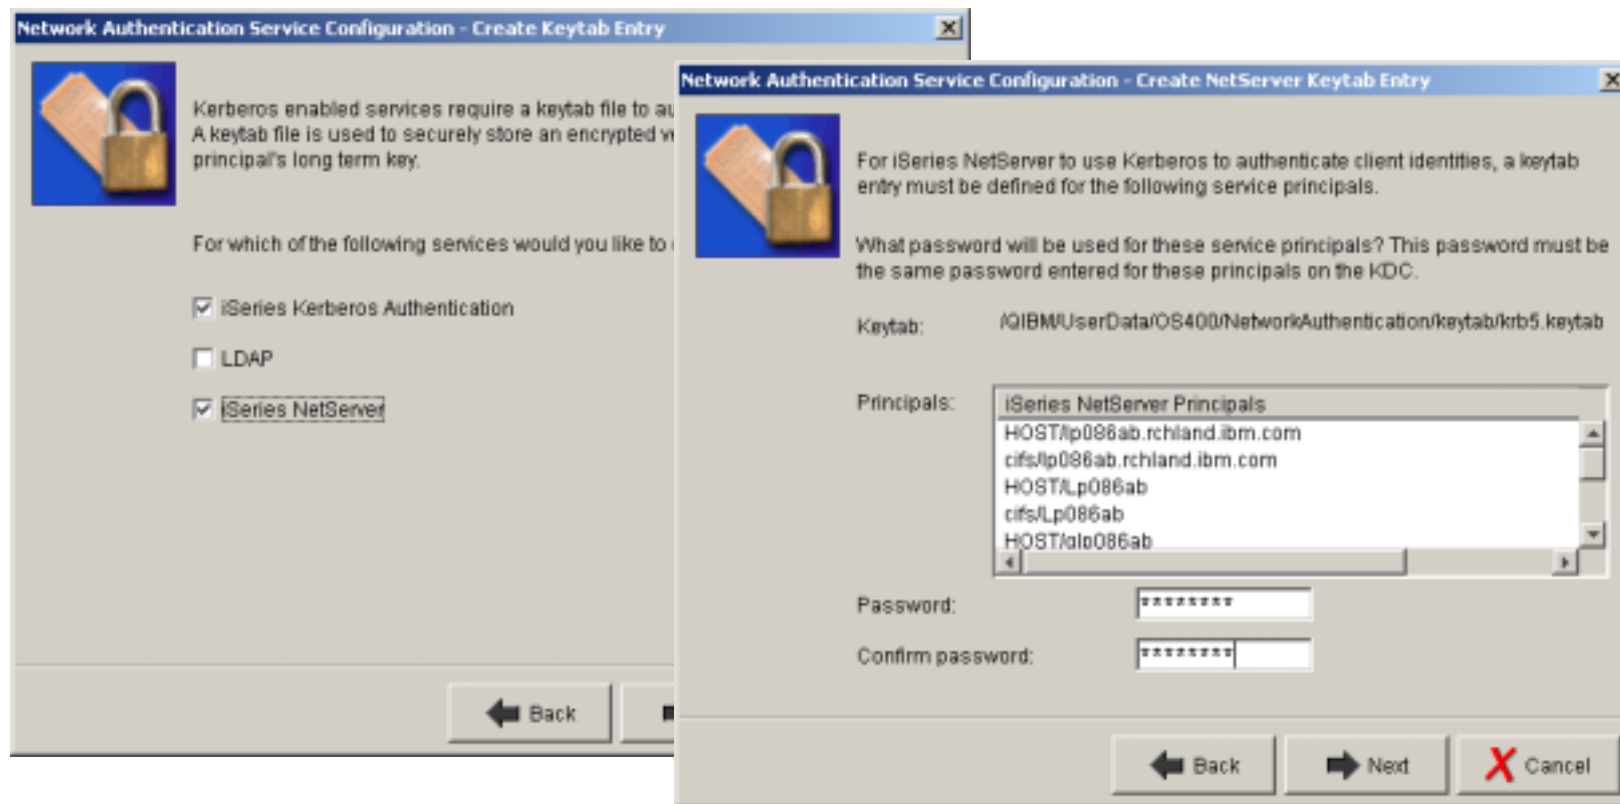 Network Authentication Service Configuration - Create Keytab Entry
Kerberos enabled services require a keytab file to au
A keytab file is used to securely store an encrypted ve
principal's long term key.
For which of the following services would you like to
iSeries Kerberos Authentication
LDAP
iSeries NetServer
Back
Network Authentication Service Configuration - Create NetServer Keytab Entry
For iSeries NetServer to use Kerberos to authenticate client identities, a keytab
entry must be defined for the following service principals.
What password will be used for these service principals? This password must be
the same password entered for these principals on the KDC.
Keytab: /QIBM/UserData/OS400/NetworkAuthentication/keytab/krb5.keytab
Principals: iSeries NetServer Principals
HOST/lp086ab.rchland.ibm.com
cifs/lp086ab.rchland.ibm.com
HOST/Lp086ab
cifs/Lp086ab
HOST/qlp086ab
Password: ********
Confirm password: ********
Back Next Cancel